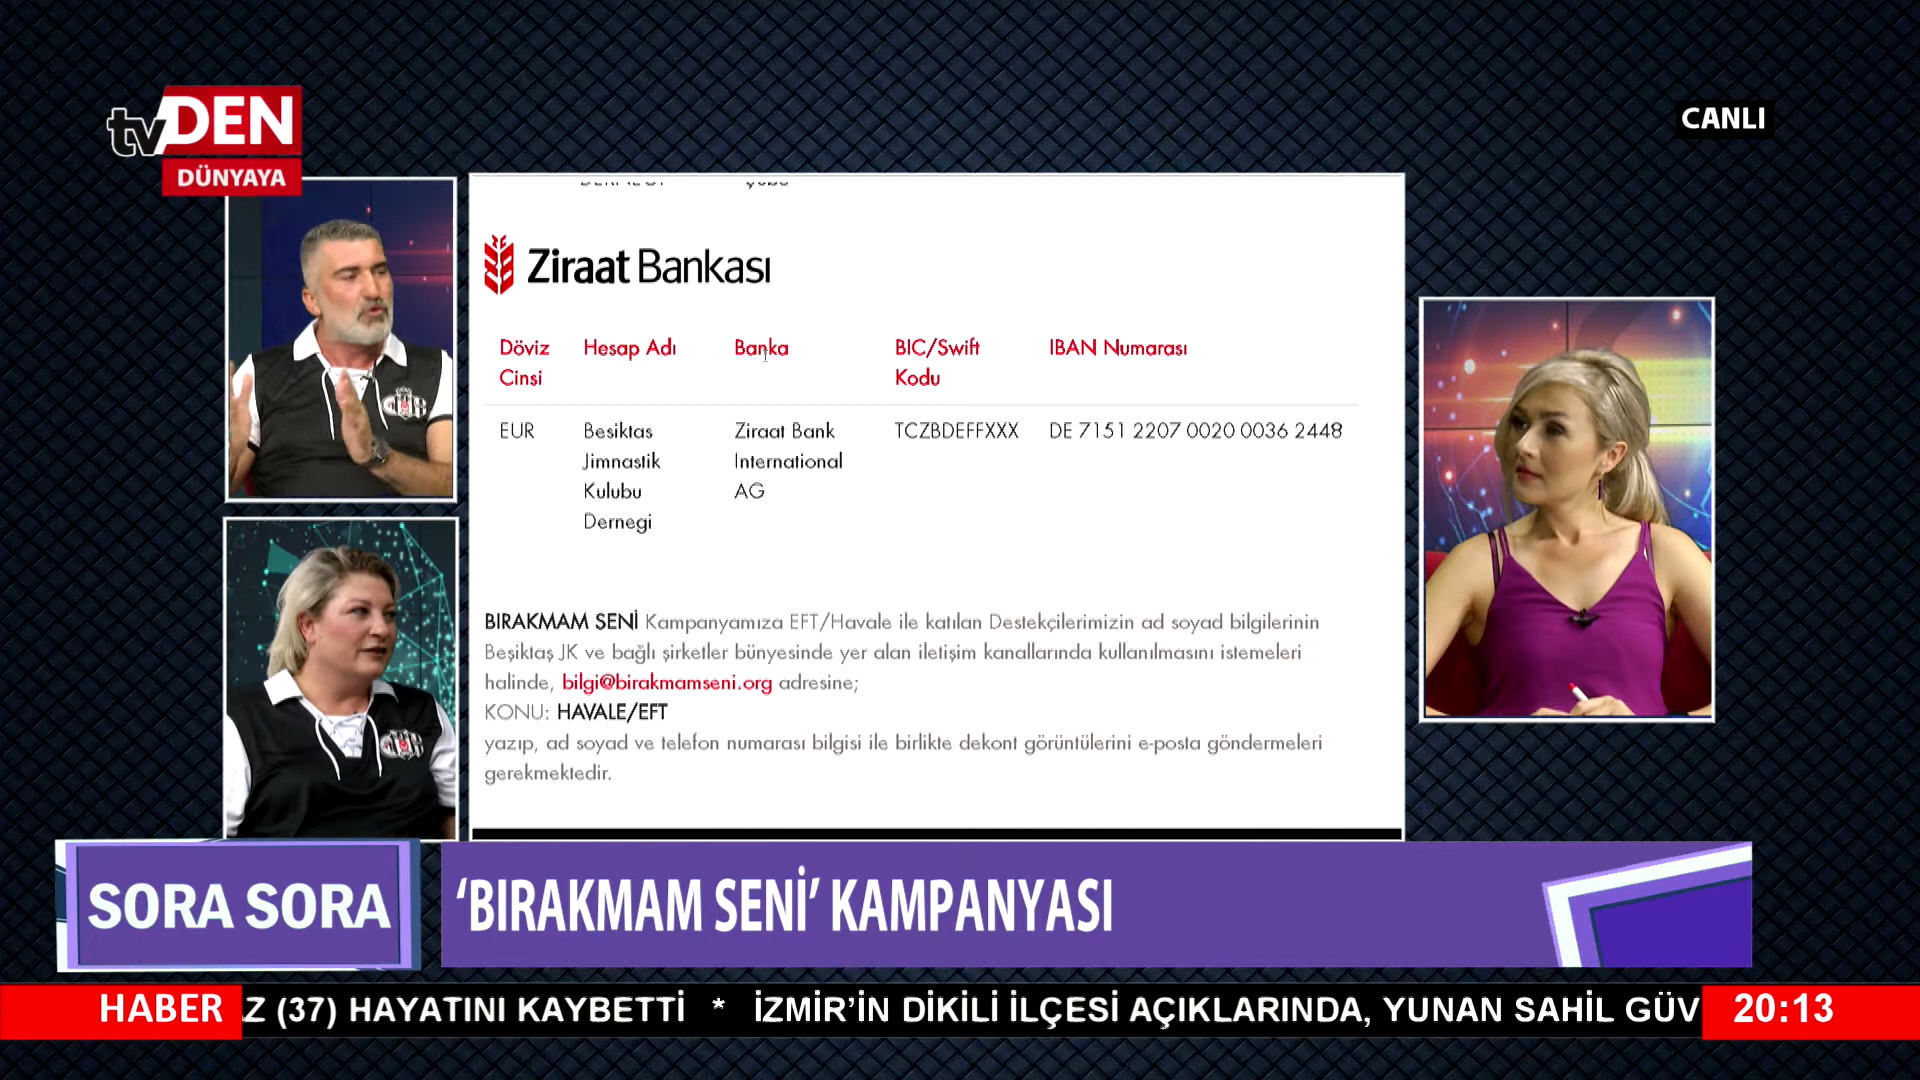 tvDEN
DÜNYAYA
CANLI
Ziraat Bankası
Döviz Cinsi
Hesap Adı
Banka
BIC/Swift Kodu
IBAN Numarası
EUR
Besiktas Jimnastik Kulubu Dernegi
Ziraat Bank International AG
TCZBDEFFXXX
DE 7151 2207 0020 0036 2448
BIRAKMAM SENİ Kampanyamıza EFT/Havale ile katılan Destekçilerimizin ad soyad bilgilerinin
Beşiktaş JK ve bağlı şirketler bünyesinde yer alan iletişim kanallarında kullanılmasını istemeleri
halinde, bilgi@birakmamseni.org adresine;
KONU: HAVALE/EFT
yazıp, ad soyad ve telefon numarası bilgisi ile birlikte dekont görüntülerini e-posta göndermeleri
gerekmektedir.
SORA SORA
‘BIRAKMAM SENİ’ KAMPANYASI
HABER
Z (37) HAYATINI KAYBETTİ * İZMİR’İN DİKİLİ İLÇESİ AÇIKLARINDA, YUNAN SAHİL GÜV
20:13